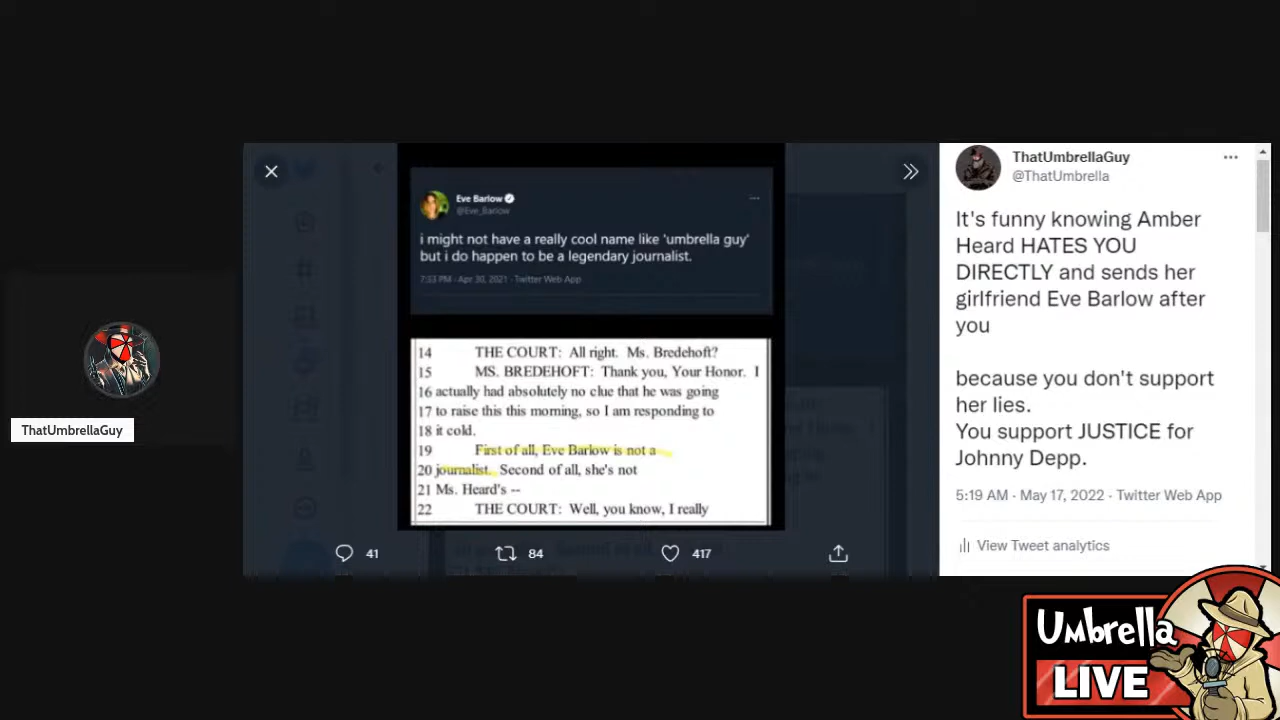 Eve Barlow
@Eve_Barlow
i might not have a really cool name like 'umbrella guy'
but i do happen to be a legendary journalist.
7:33 PM · Apr 30, 2021 · Twitter Web App
14 THE COURT: All right. Ms. Bredehoft?
15 MS. BREDEHOFT: Thank you, Your Honor. I
16 actually had absolutely no clue that he was going
17 to raise this this morning, so I am responding to
18 it cold.
19 First of all, Eve Barlow is not a
20 journalist. Second of all, she's not
21 Ms. Heard's --
22 THE COURT: Well, you know, I really
41 84 417
ThatUmbrellaGuy
@ThatUmbrella
It's funny knowing Amber
Heard HATES YOU
DIRECTLY and sends her
girlfriend Eve Barlow after
you
because you don't support
her lies.
You support JUSTICE for
Johnny Depp.
5:19 AM · May 17, 2022 · Twitter Web App
View Tweet analytics
ThatUmbrellaGuy
Umbrella
LIVE